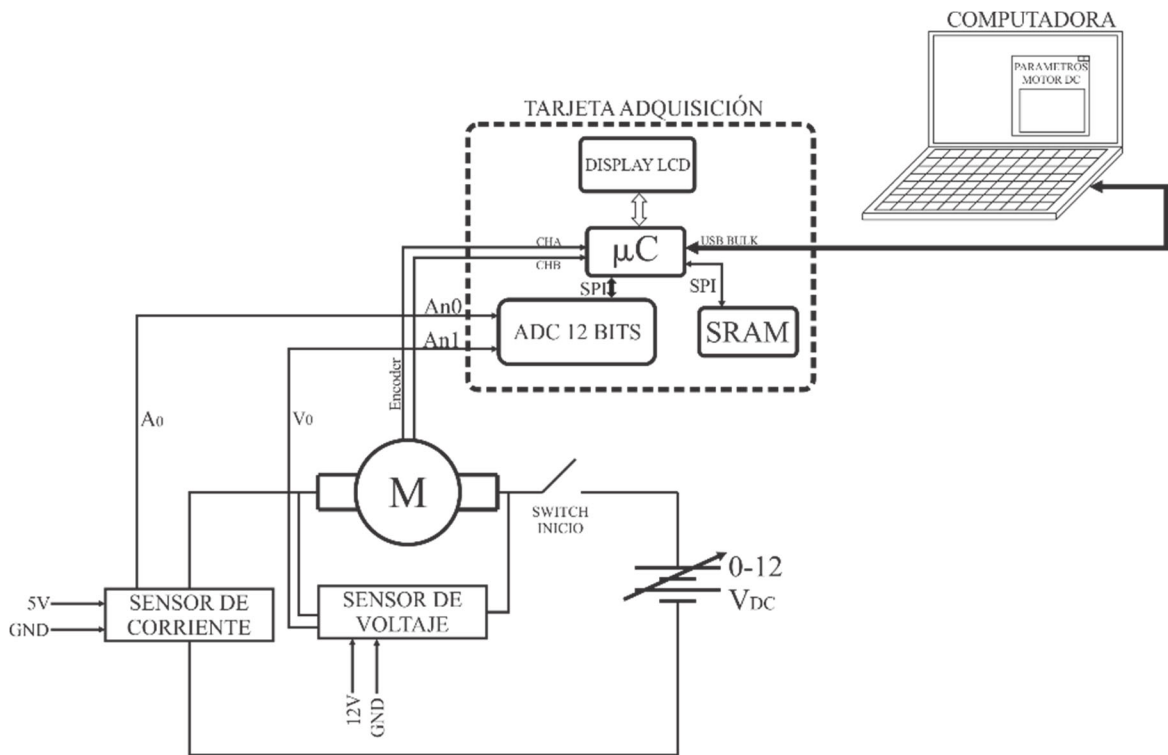 COMPUTADORA
PARAMETROS
MOTOR DC
TARJETA ADQUISICIÓN
DISPLAY LCD
CHA
CHB
µC
USB BULK
SPI
SPI
An0
An1
ADC 12 BITS
SRAM
Encoder
A0
V0
M
SWITCH
INICIO
0-12
VDC
5V
GND
SENSOR DE
CORRIENTE
SENSOR DE
VOLTAJE
12V
GND